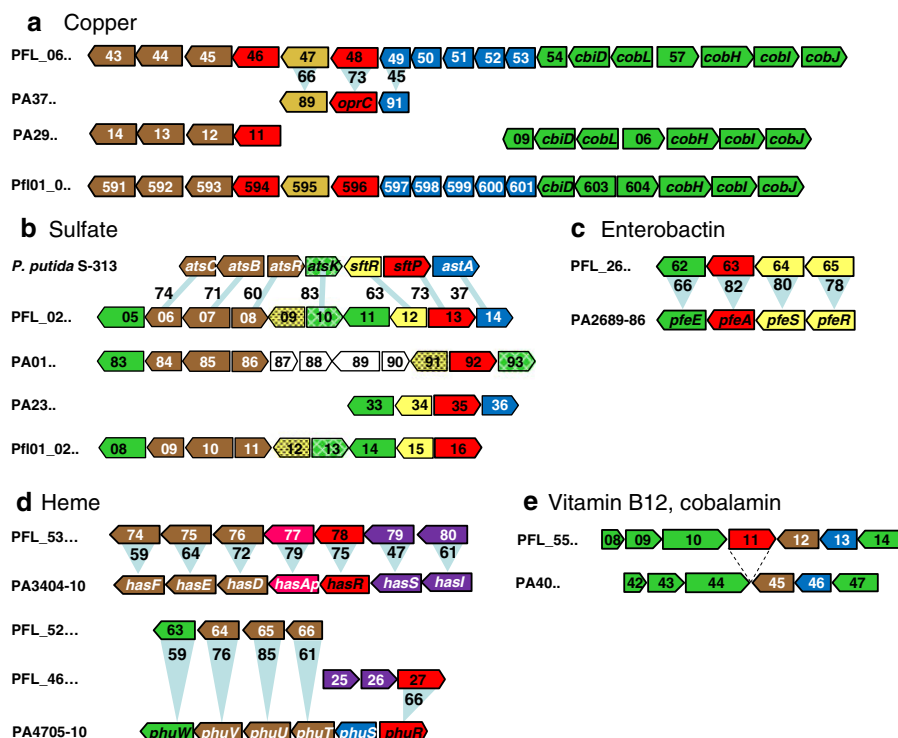 a Copper
PFL_06.. 43 44 45 46 47 48 49 50 51 52 53 54 cbiD cobL 57 cobH cobI cobJ
66 73 45
PA37.. 89 oprC 91
PA29.. 14 13 12 11 09 cbiD cobL 06 cobH cobI cobJ
Pfl01_0.. 591 592 593 594 595 596 597 598 599 600 601 cbiD 603 604 cobH cobI cobJ
b Sulfate
P. putida S-313 atsC atsB atsR atsK sftR sftP astA
74 71 60 83 63 73 37
PFL_02.. 05 06 07 08 09 10 11 12 13 14
PA01.. 83 84 85 86 87 88 89 90 91 92 93
PA23.. 33 34 35 36
Pfl01_02.. 08 09 10 11 12 13 14 15 16
c Enterobactin
PFL_26.. 62 63 64 65
66 82 80 78
PA2689-86 pfeE pfeA pfeS pfeR
d Heme
PFL_53... 74 75 76 77 78 79 80
59 64 72 79 75 47 61
PA3404-10 hasF hasE hasD hasAp hasR hasS hasI
PFL_52... 63 64 65 66
59 76 85 61
PFL_46... 25 26 27
66
PA4705-10 phuW phuV phuU phuT phuS phuR
e Vitamin B12, cobalamin
PFL_55.. 08 09 10 11 12 13 14
PA40.. 42 43 44 45 46 47